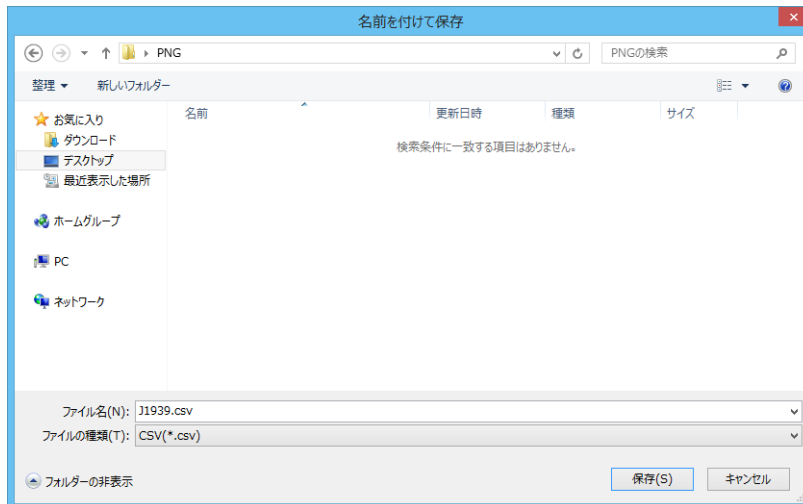 名前を付けて保存
PNG
PNGの検索
整理
新しいフォルダー
名前
更新日時
種類
サイズ
お気に入り
検索条件に一致する項目はありません。
ダウンロード
デスクトップ
最近表示した場所
ホームグループ
PC
ネットワーク
ファイル名(N): J1939.csv
ファイルの種類(T): CSV(*.csv)
フォルダーの非表示
保存(S)
キャンセル